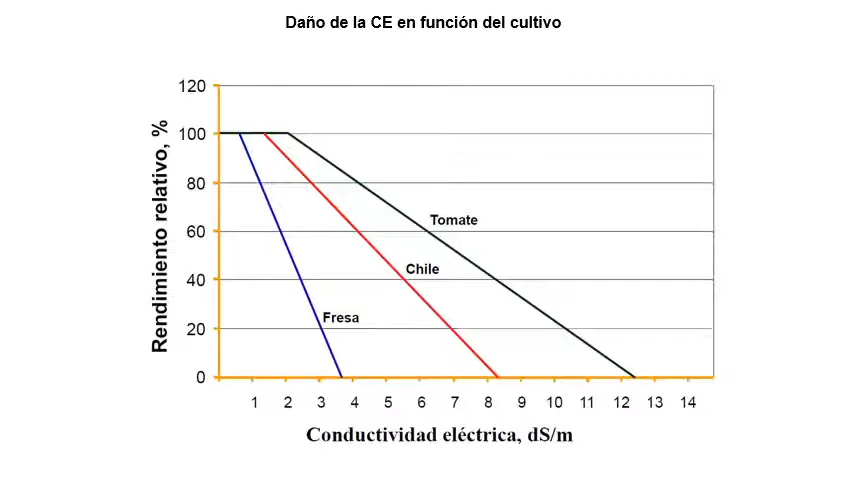 Daño de la CE en función del cultivo
Rendimiento relativo, %
120
100
80
60
40
20
0
Tomate
Chile
Fresa
1 2 3 4 5 6 7 8 9 10 11 12 13 14
Conductividad eléctrica, dS/m